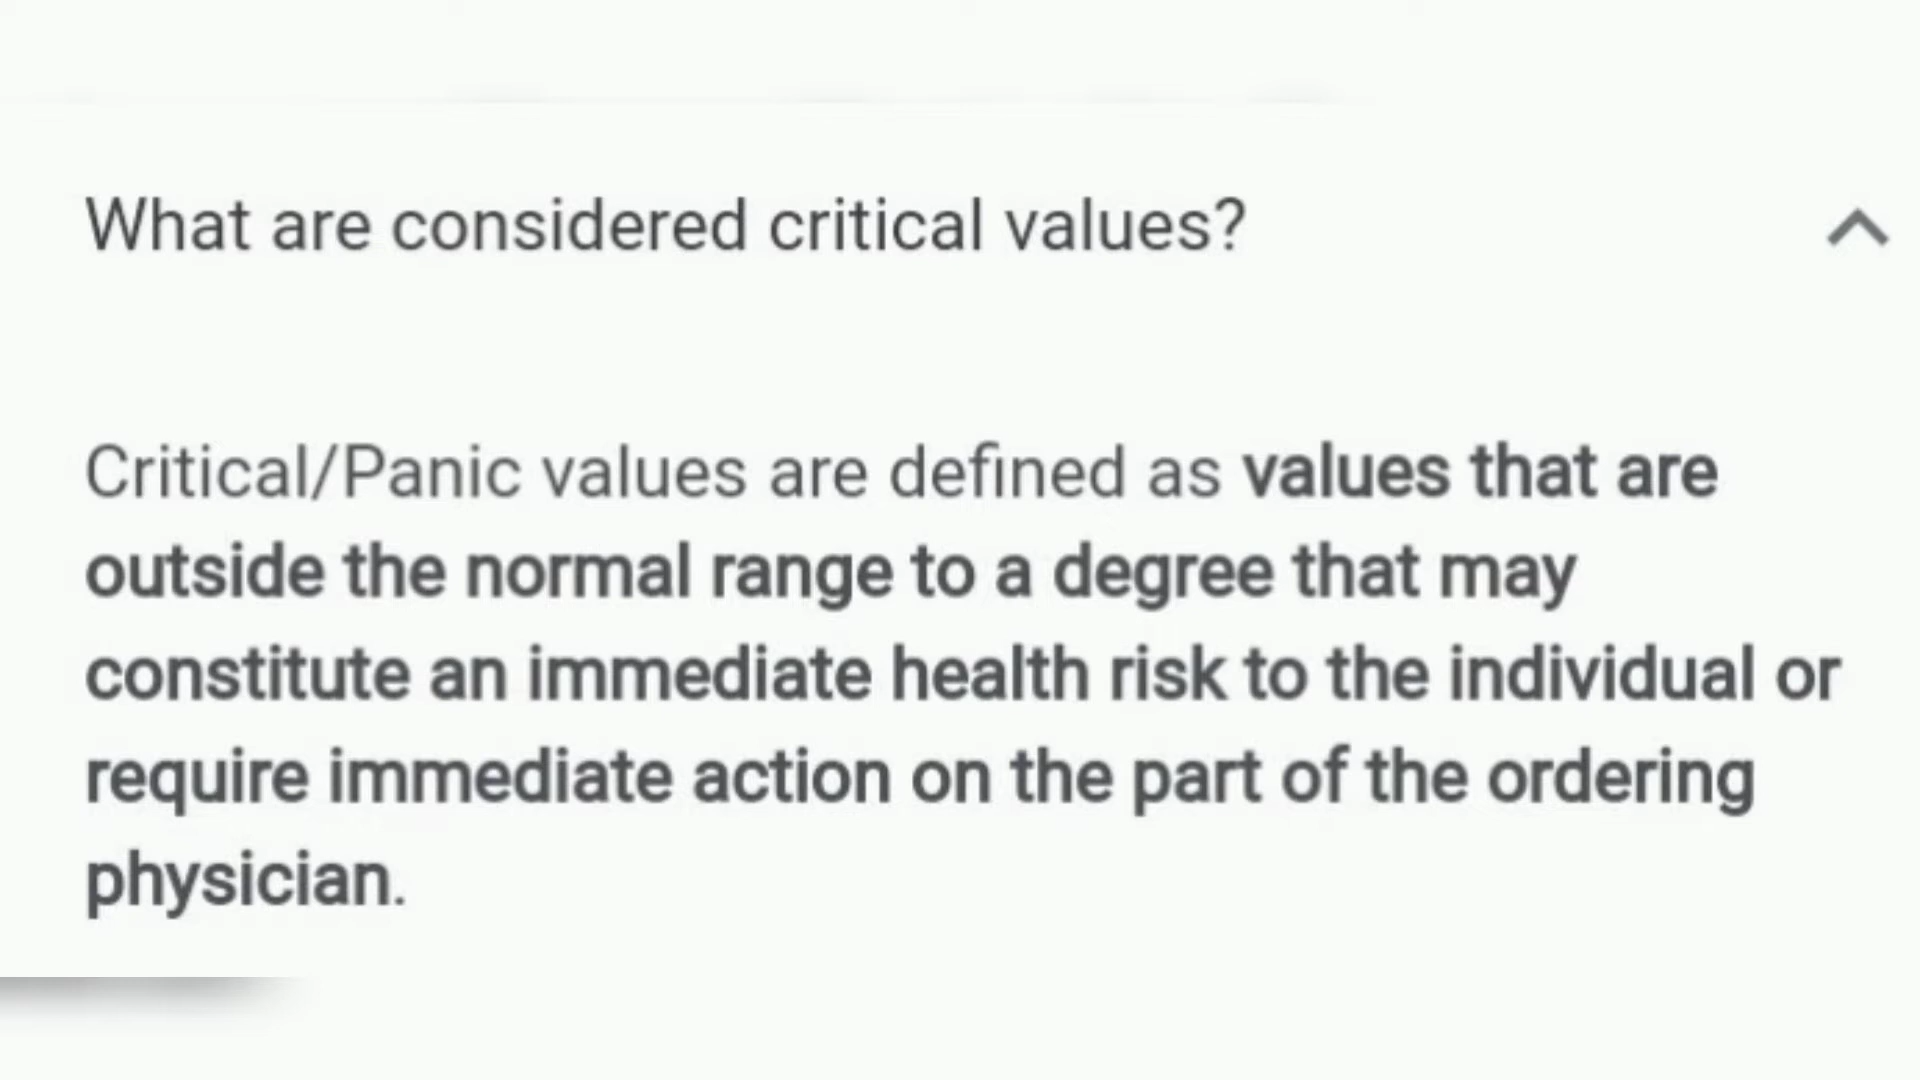 What are considered critical values?
Critical/Panic values are defined as values that are
outside the normal range to a degree that may
constitute an immediate health risk to the individual or
require immediate action on the part of the ordering
physician.